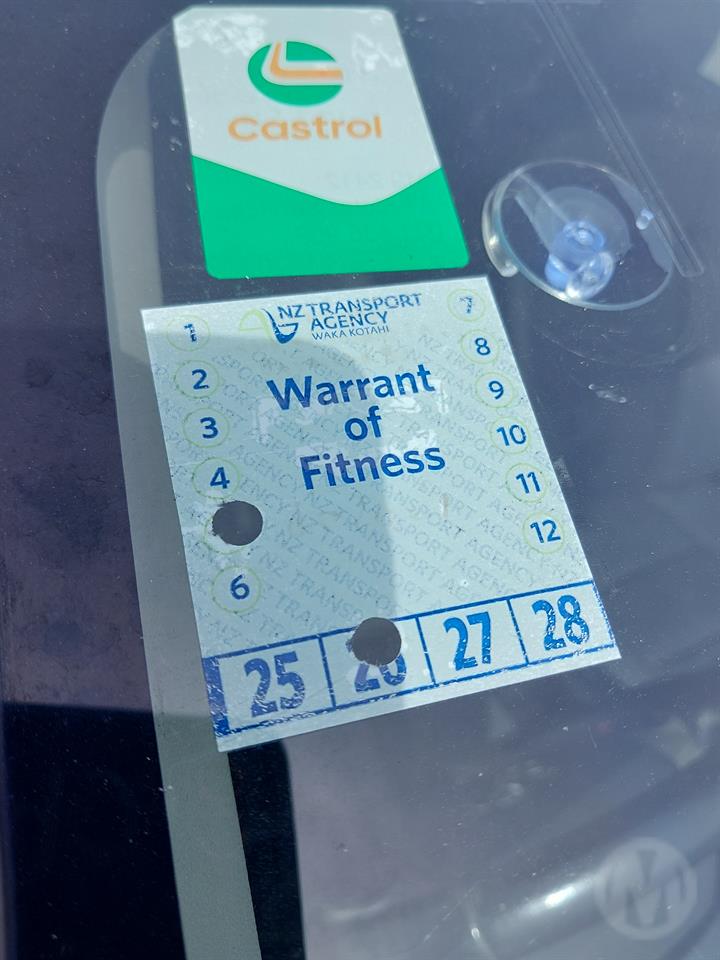 Castrol
NZ TRANSPORT
AGENCY
WAKA KOTAHI
Warrant
of
Fitness
1
2
3
4
6
7
8
9
10
11
12
25 26 27 28